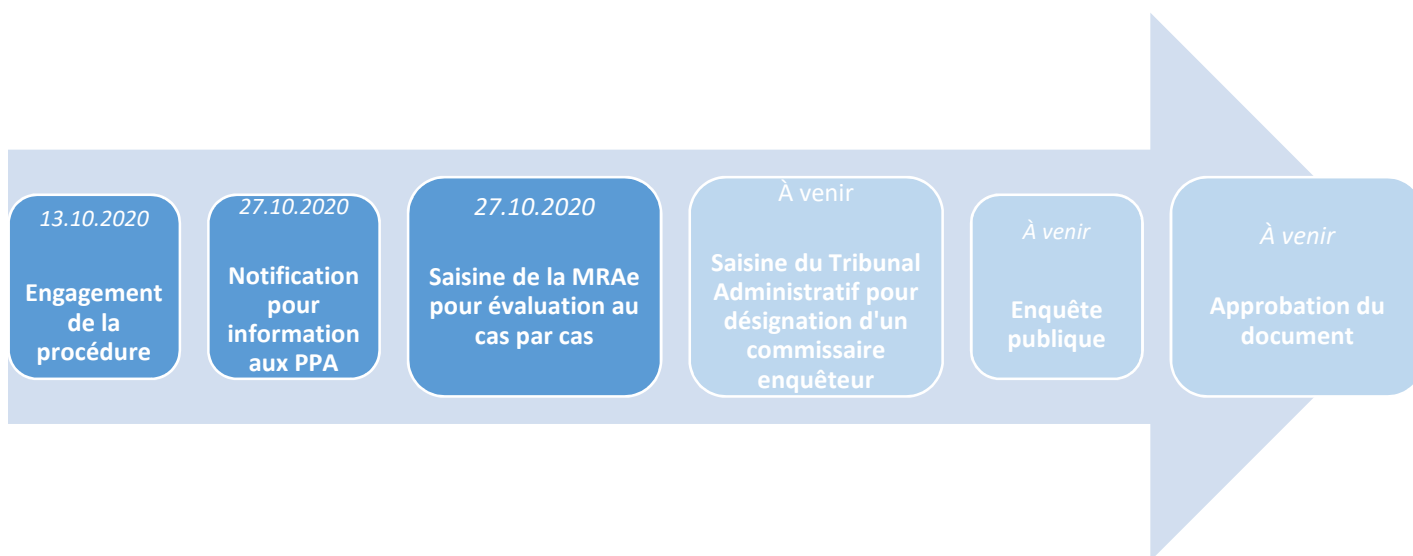 13.10.2020
Engagement
de la
procédure
27.10.2020
Notification
pour
information
aux PPA
27.10.2020
Saisine de la MRAe
pour évaluation au
cas par cas
À venir
Saisine du Tribunal
Administratif pour
désignation d'un
commissaire
enquêteur
À venir
Enquête
publique
À venir
Approbation du
document